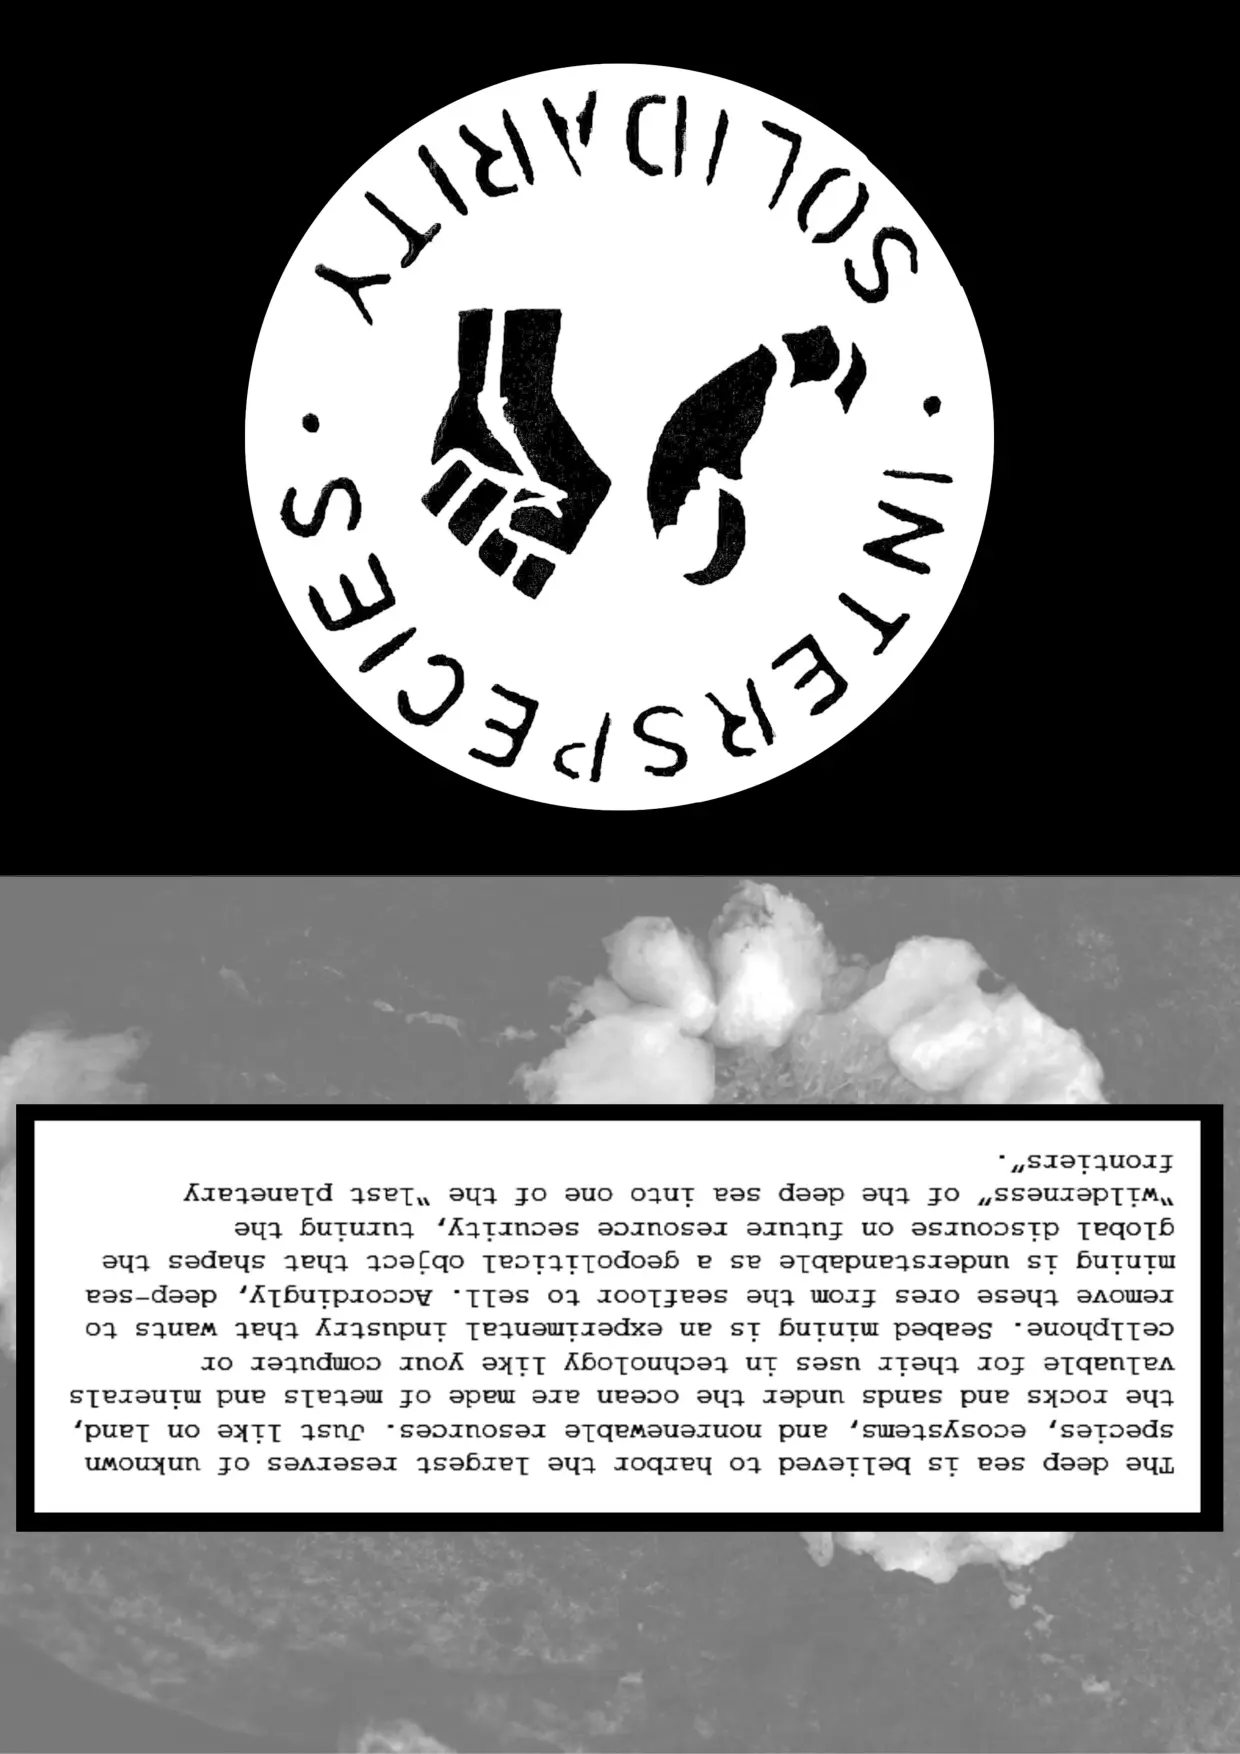 The deep sea is believed to harbor the largest reserves of unknown
species, ecosystems, and nonrenewable resources. Just like on land,
the rocks and sands under the ocean are made of metals and minerals
valuable for their uses in technology like your computer or
cellphone. Seabed mining is an experimental industry that wants to
remove these ores from the seafloor to sell. Accordingly, deep-sea
mining is understandable as a geopolitical object that shapes the
global discourse on future resource security, turning the
"wilderness" of the deep sea into one of the "last planetary
frontiers".
• INTERSPECIES •
SOLIDARITY